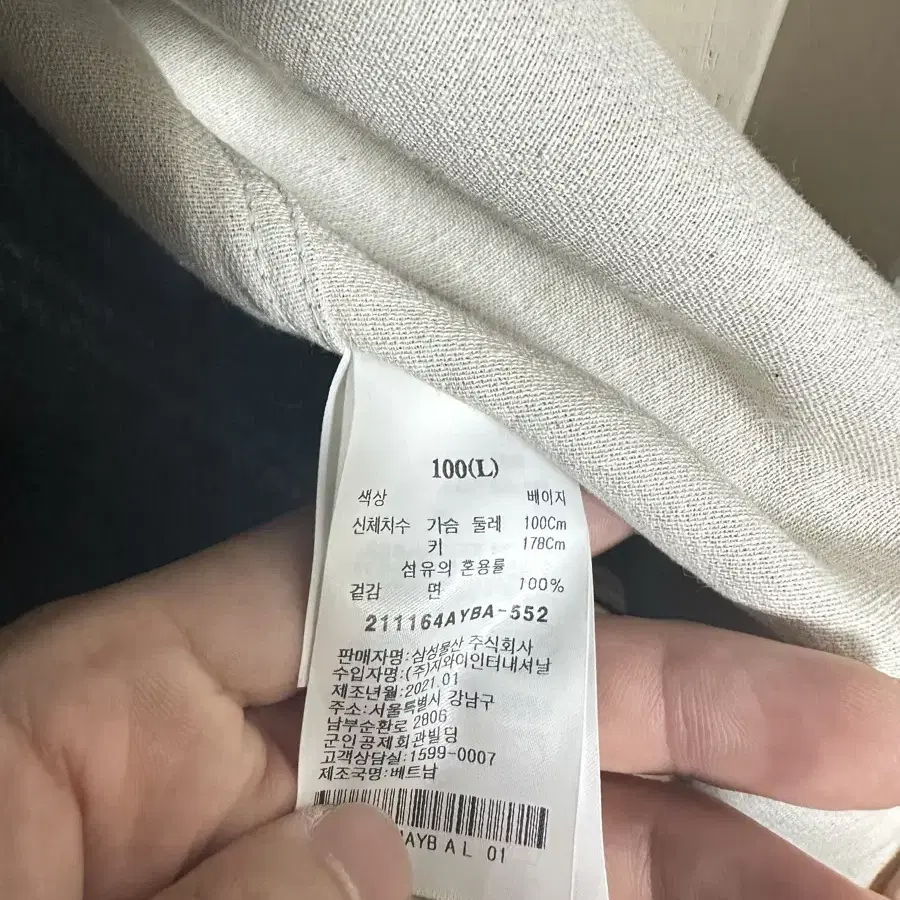 100(L)
색상 베이지
신체치수 가슴 둘레 100Cm
키 178Cm
섬유의 혼용률
겉감 면 100%
211164AYBA-552
판매자명:삼성물산 주식회사
수입자명:(주)지와이인터내셔날
제조년월:2021.01
주소:서울특별시 강남구
남부순환로 2806
군인공제회관빌딩
고객상담실:1599-0007
제조국명:베트남
AYB A L 01